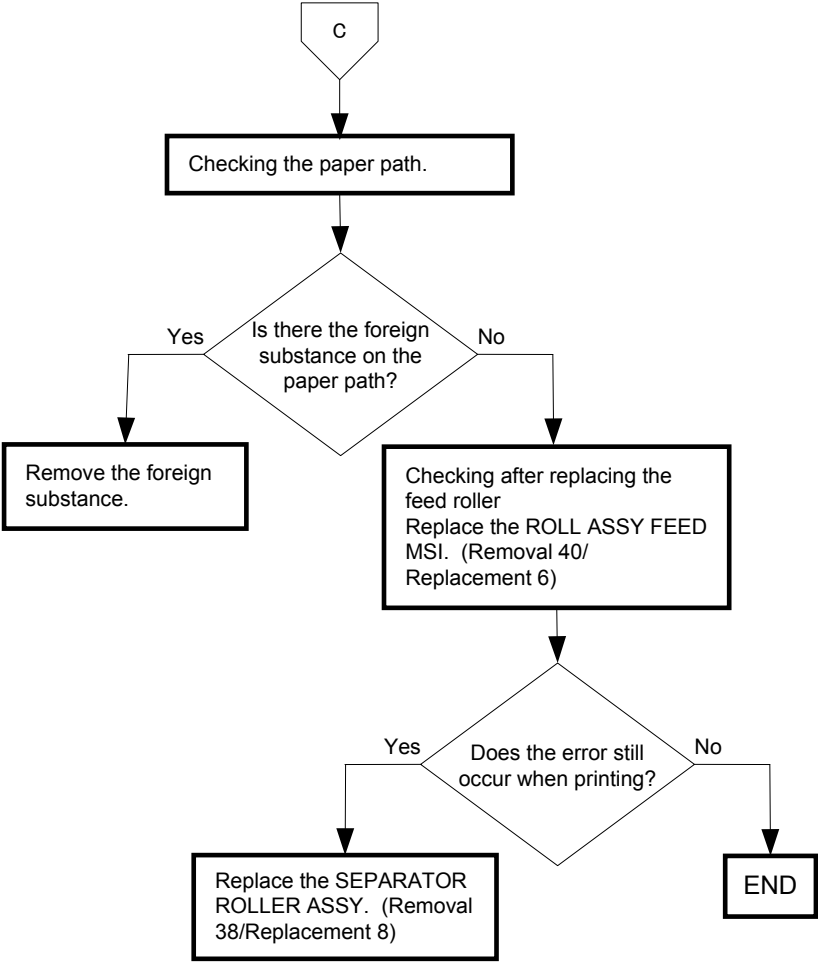 C
Checking the paper path.
Is there the foreign
substance on the
paper path?
Yes
No
Remove the foreign
substance.
Checking after replacing the
feed roller
Replace the ROLL ASSY FEED
MSI.  (Removal 40/
Replacement 6)
Does the error still
occur when printing?
Yes
No
Replace the SEPARATOR
ROLLER ASSY.  (Removal
38/Replacement 8)
END